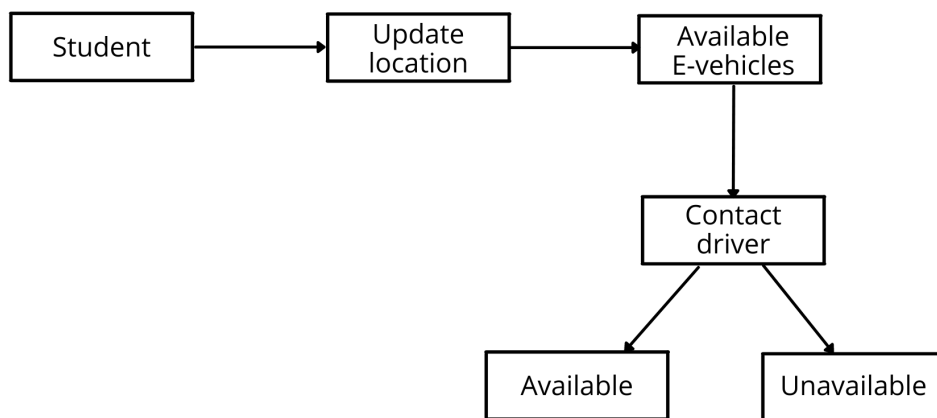 Student
Update
location
Available
E-vehicles
Contact
driver
Available
Unavailable